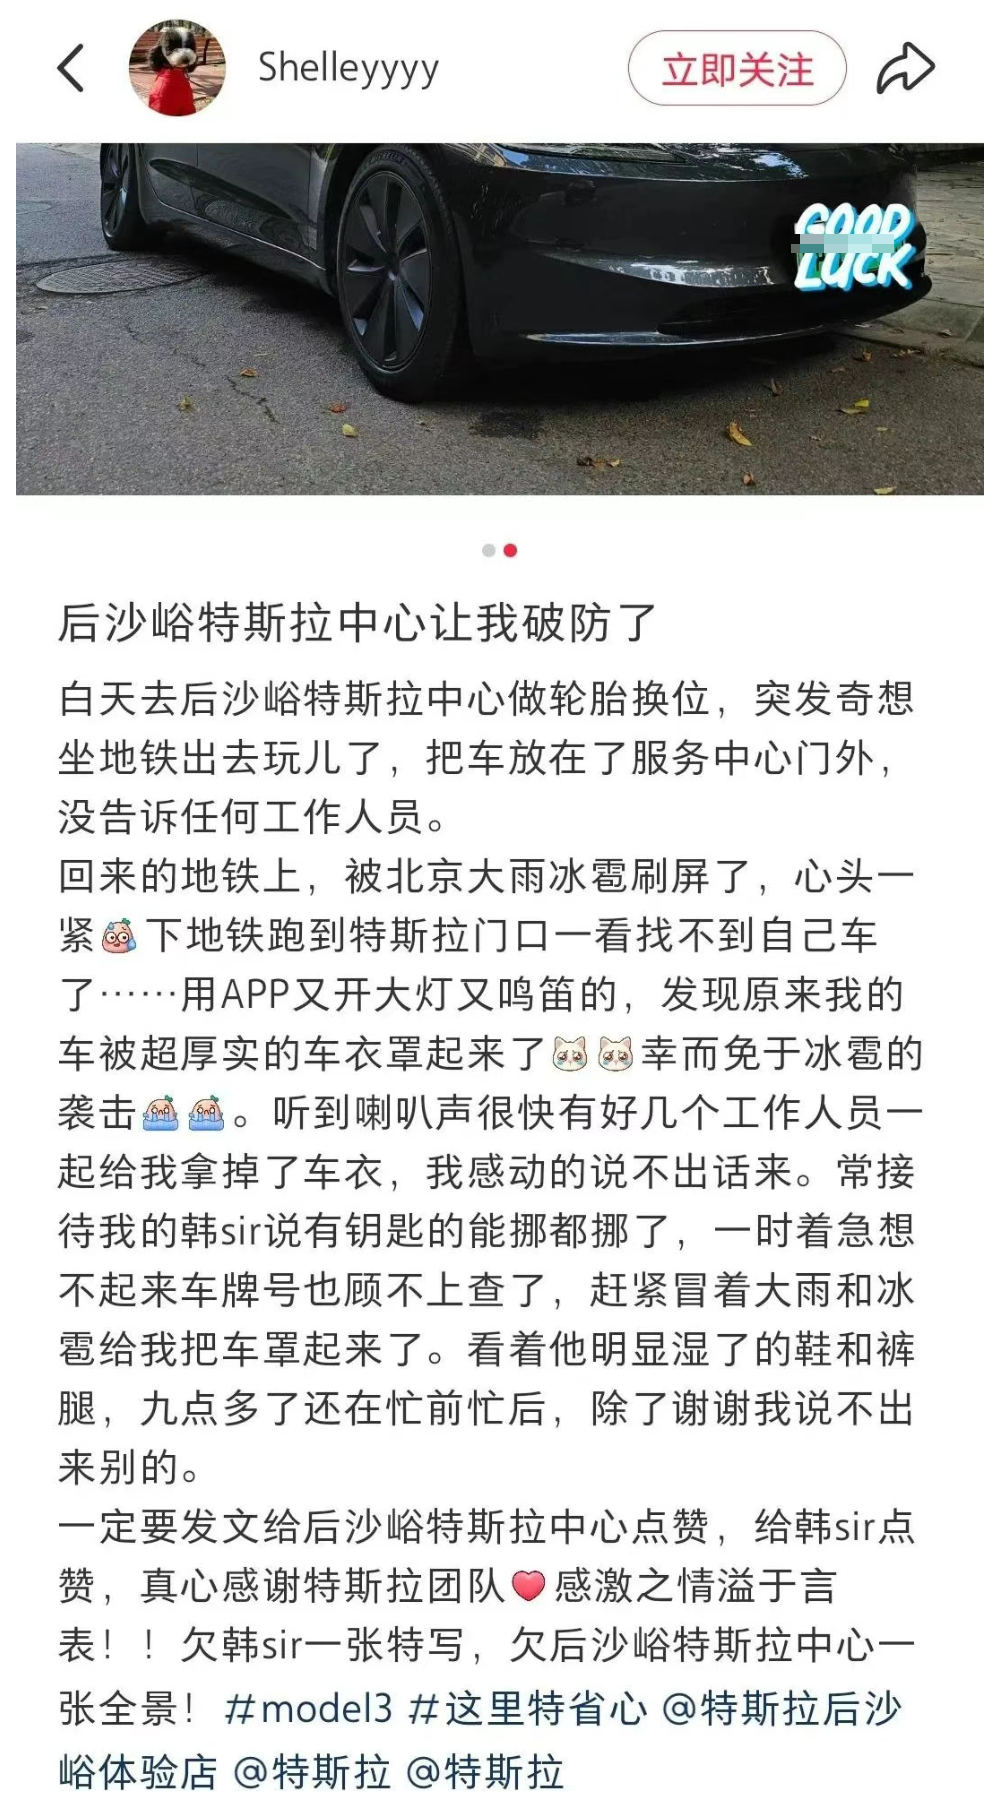 Shelleyyyy
立即关注
GOOD
LUCK
后沙峪特斯拉中心让我破防了
白天去后沙峪特斯拉中心做轮胎换位，突发奇想
坐地铁出去玩儿了，把车放在了服务中心门外，
没告诉任何工作人员。
回来的地铁上，被北京大雨冰雹刷屏了，心头一
紧😰下地铁跑到特斯拉门口一看找不到自己车
了……用APP又开大灯又鸣笛的，发现原来我的
车被超厚实的车衣罩起来了😿😿幸而免于冰雹的
袭击😭😭。听到喇叭声很快有好几个工作人员一
起给我拿掉了车衣，我感动的说不出话来。常接
待我的韩sir说有钥匙的能挪都挪了，一时着急想
不起来车牌号也顾不上查了，赶紧冒着大雨和冰
雹给我把车罩起来了。看着他明显湿了的鞋和裤
腿，九点多了还在忙前忙后，除了谢谢我说不出
来别的。
一定要发文给后沙峪特斯拉中心点赞，给韩sir点
赞，真心感谢特斯拉团队❤️感激之情溢于言
表！！欠韩sir一张特写，欠后沙峪特斯拉中心一
张全景！#model3 #这里特省心 @特斯拉后沙
峪体验店 @特斯拉 @特斯拉